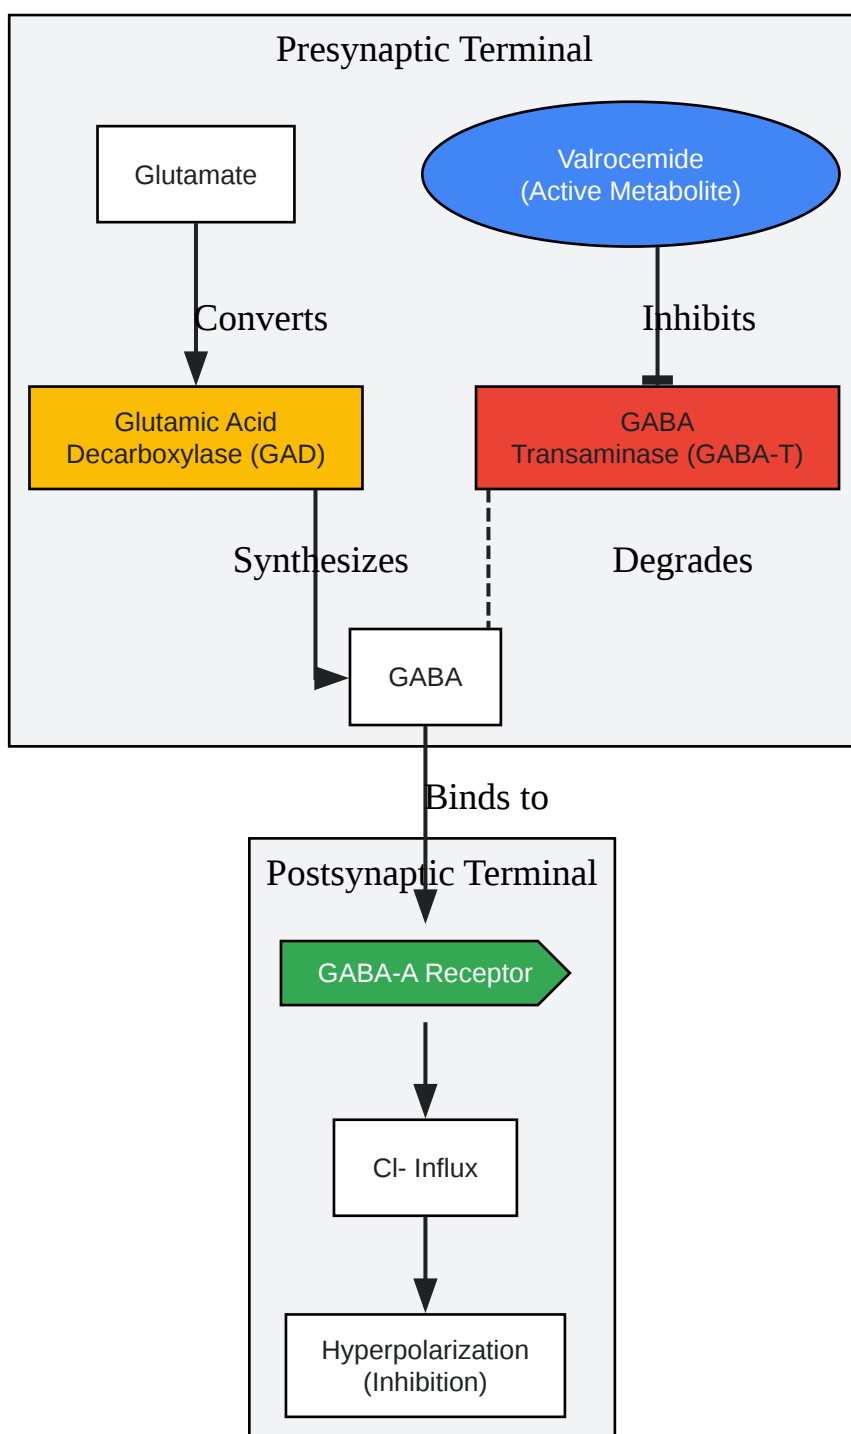 Presynaptic Terminal
Glutamate
Valrocemide
(Active Metabolite)
Converts
Inhibits
Glutamic Acid
Decarboxylase (GAD)
GABA
Transaminase (GABA-T)
Synthesizes
Degrades
GABA
Binds to
Postsynaptic Terminal
GABA-A Receptor
Cl- Influx
Hyperpolarization
(Inhibition)